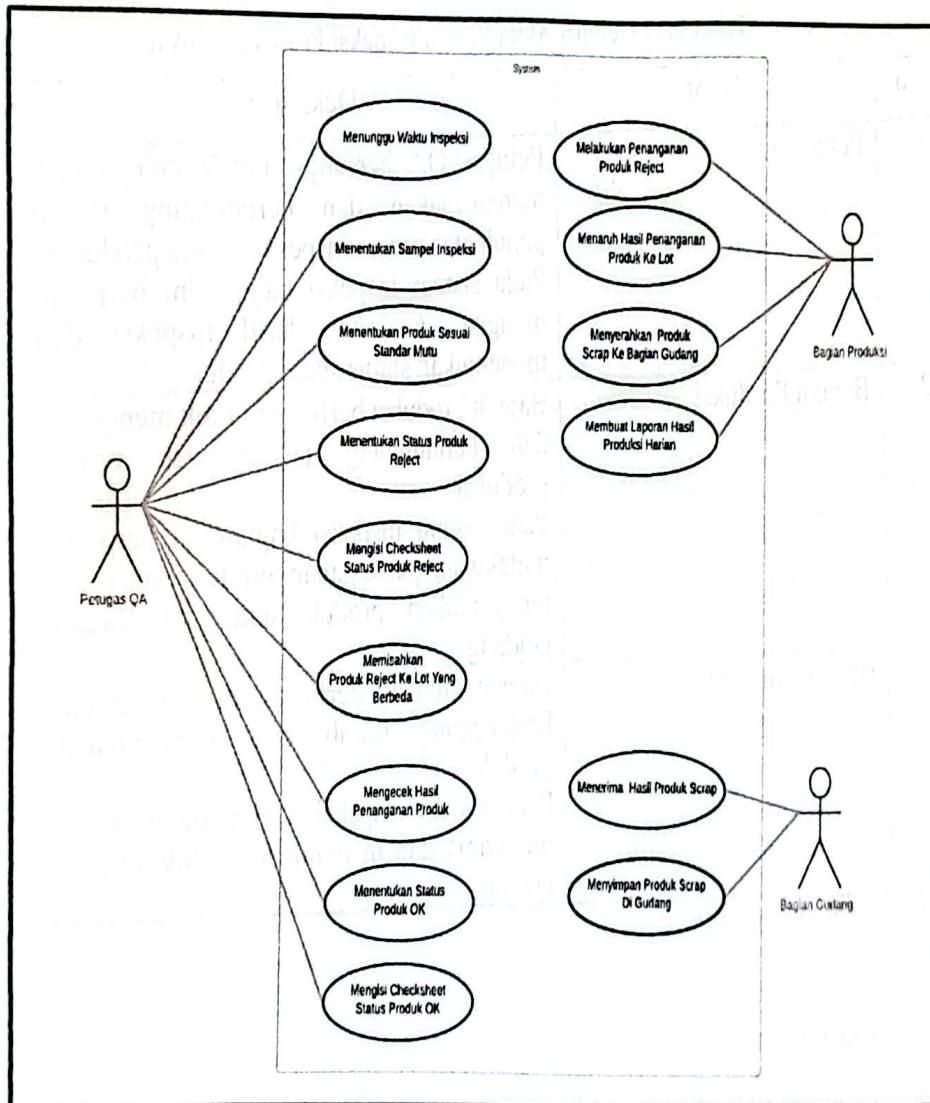 System
Menunggu Waktu Inspeksi
Menentukan Sampel Inspeksi
Menentukan Produk Sesuai
Standar Mutu
Menentukan Status Produk
Reject
Mengisi Checksheet
Status Produk Reject
Memisahkan
Produk Reject Ke Lot Yang
Berbeda
Mengecek Hasil
Penanganan Produk
Menentukan Status
Produk OK
Mengisi Checksheet
Status Produk OK
Petugas QA
Melakukan Penanganan
Produk Reject
Menaruh Hasil Penanganan
Produk Ke Lot
Menyerahkan Produk
Scrap Ke Bagian Gudang
Membuat Laporan Hasil
Produksi Harian
Bagian Produksi
Menerima Hasil Produk Scrap
Menyimpan Produk Scrap
Di Gudang
Bagian Gudang